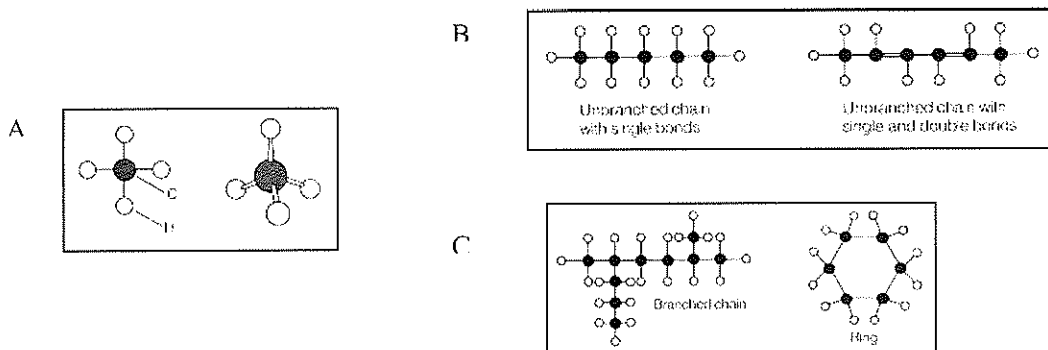 A
C
H
B
Unbranched chain
with single bonds
Unbranched chain with
single and double bonds
C
Branched chain
Ring